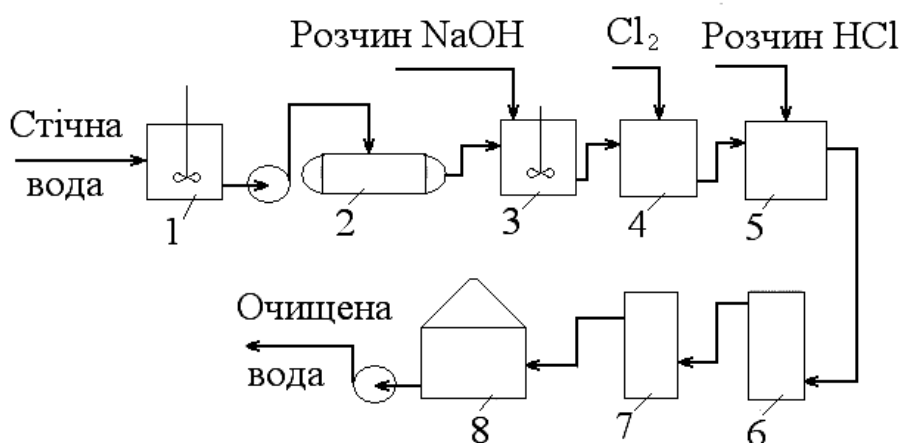 Розчин NaOH
Cl₂
Розчин HCl
Стічна
вода
1
2
3
4
5
Очищена
вода
8
7
6